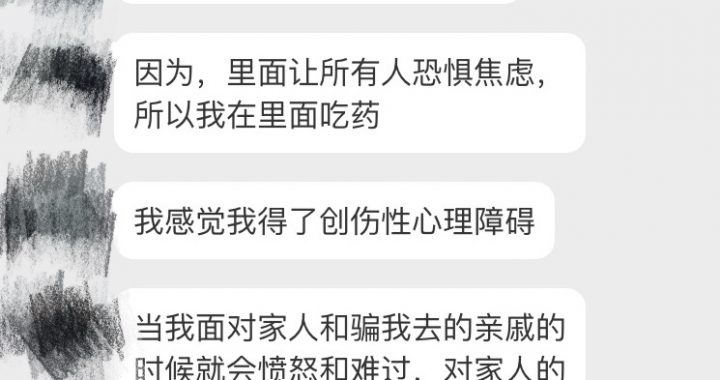 因为，里面让所有人恐惧焦虑，
所以我在里面吃药
我感觉我得了创伤性心理障碍
当我面对家人和骗我去的亲戚的
时候就会愤怒和难过，对家人的